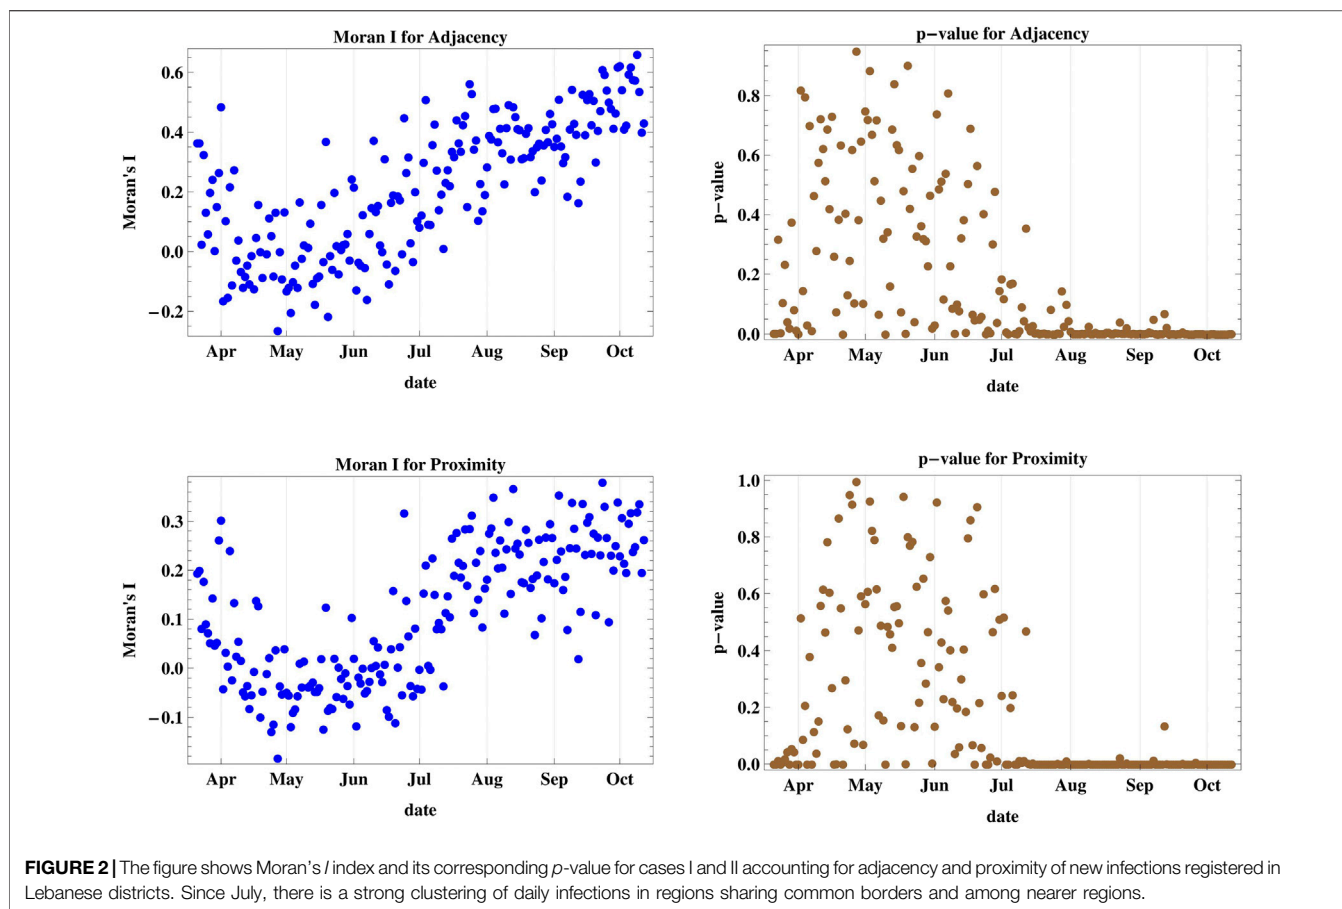 Moran I for Adjacency
0.6
0.4
0.2
0.0
−0.2
Moran's I
Apr May Jun Jul Aug Sep Oct
date
p−value for Adjacency
0.8
0.6
0.4
0.2
0.0
p−value
Apr May Jun Jul Aug Sep Oct
date
Moran I for Proximity
0.3
0.2
0.1
0.0
−0.1
Moran's I
Apr May Jun Jul Aug Sep Oct
date
p−value for Proximity
1.0
0.8
0.6
0.4
0.2
0.0
p−value
Apr May Jun Jul Aug Sep Oct
date
FIGURE 2 | The figure shows Moran's I index and its corresponding p-value for cases I and II accounting for adjacency and proximity of new infections registered in
Lebanese districts. Since July, there is a strong clustering of daily infections in regions sharing common borders and among nearer regions.